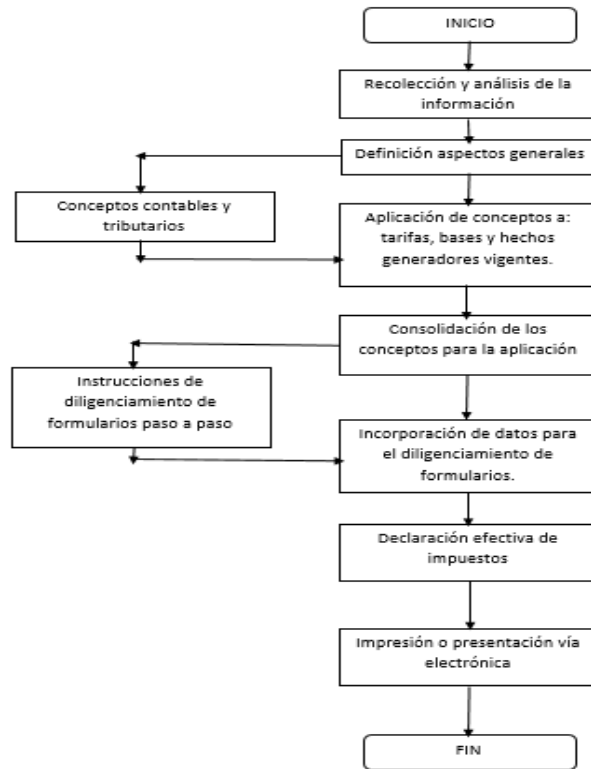 INICIO
Recolección y análisis de la
información
Definición aspectos generales
Conceptos contables y
tributarios
Aplicación de conceptos a:
tarifas, bases y hechos
generadores vigentes.
Consolidación de los
conceptos para la aplicación
Instrucciones de
diligenciamiento de
formularios paso a paso
Incorporación de datos para
el diligenciamiento de
formularios.
Declaración efectiva de
impuestos
Impresión o presentación vía
electrónica
FIN